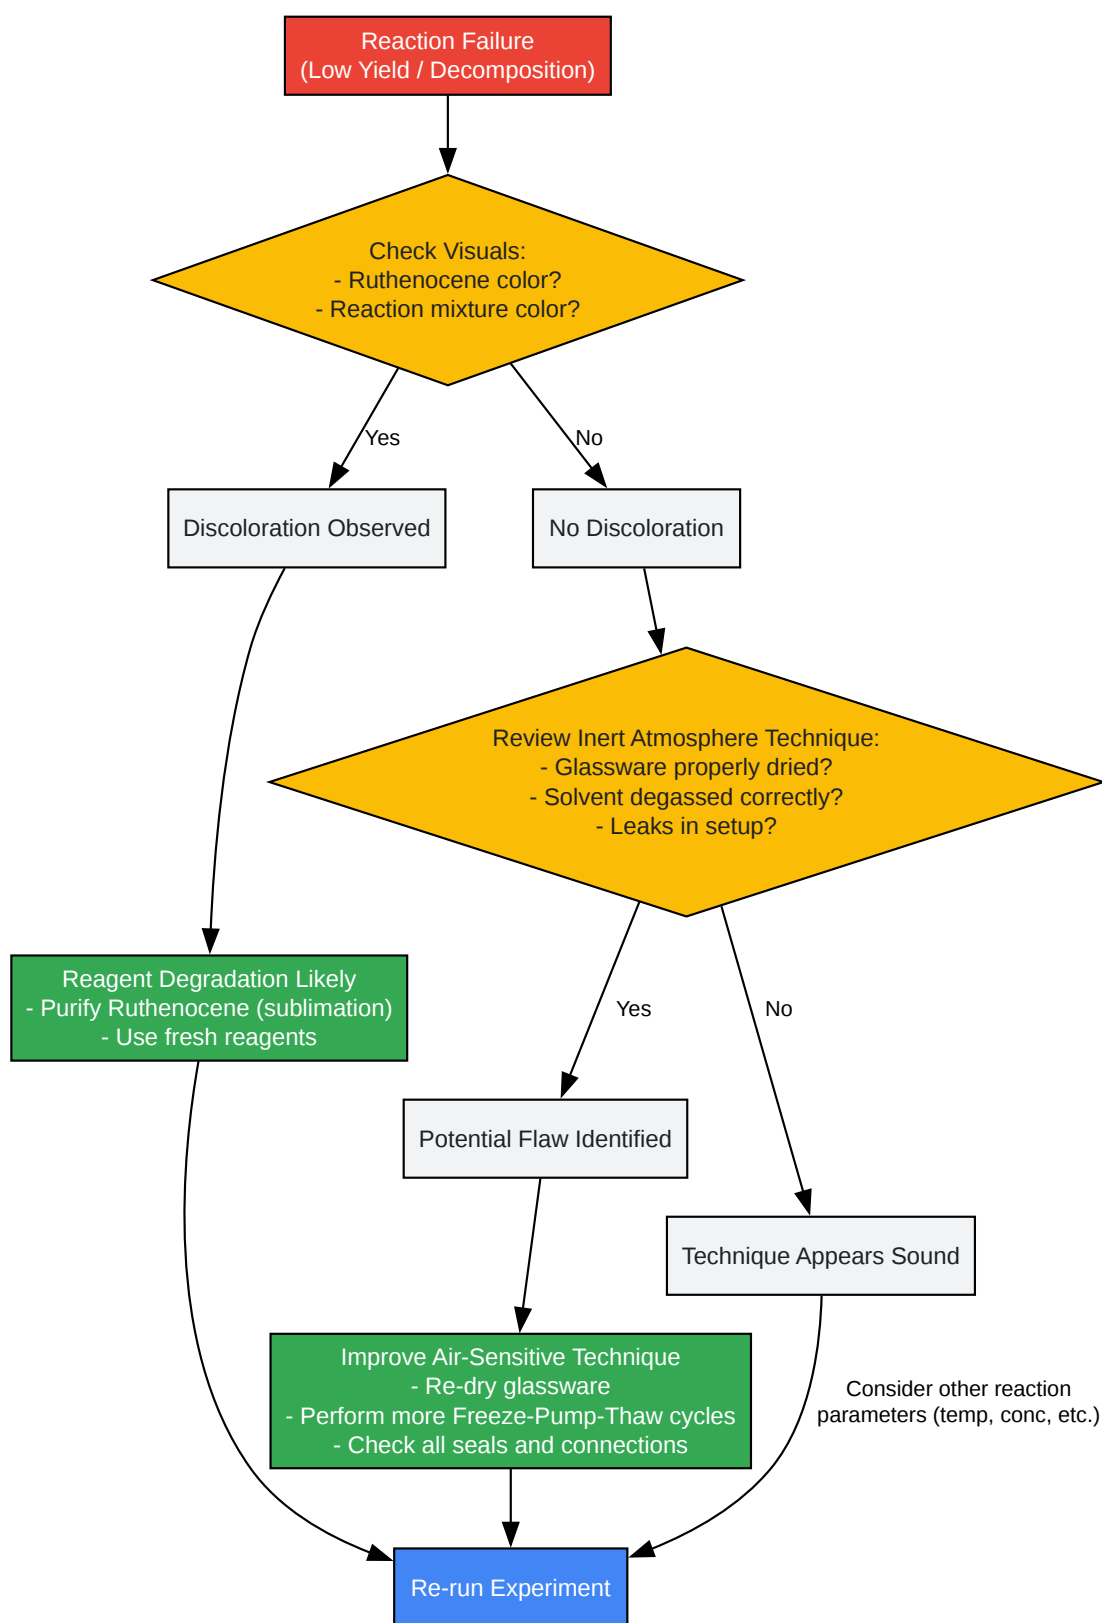 Reaction Failure
(Low Yield / Decomposition)
Check Visuals:
- Ruthenocene color?
- Reaction mixture color?
Yes
No
Discoloration Observed
No Discoloration
Review Inert Atmosphere Technique:
- Glassware properly dried?
- Solvent degassed correctly?
- Leaks in setup?
Reagent Degradation Likely
- Purify Ruthenocene (sublimation)
- Use fresh reagents
Yes
No
Potential Flaw Identified
Technique Appears Sound
Improve Air-Sensitive Technique
- Re-dry glassware
- Perform more Freeze-Pump-Thaw cycles
- Check all seals and connections
Consider other reaction
parameters (temp, conc, etc.)
Re-run Experiment